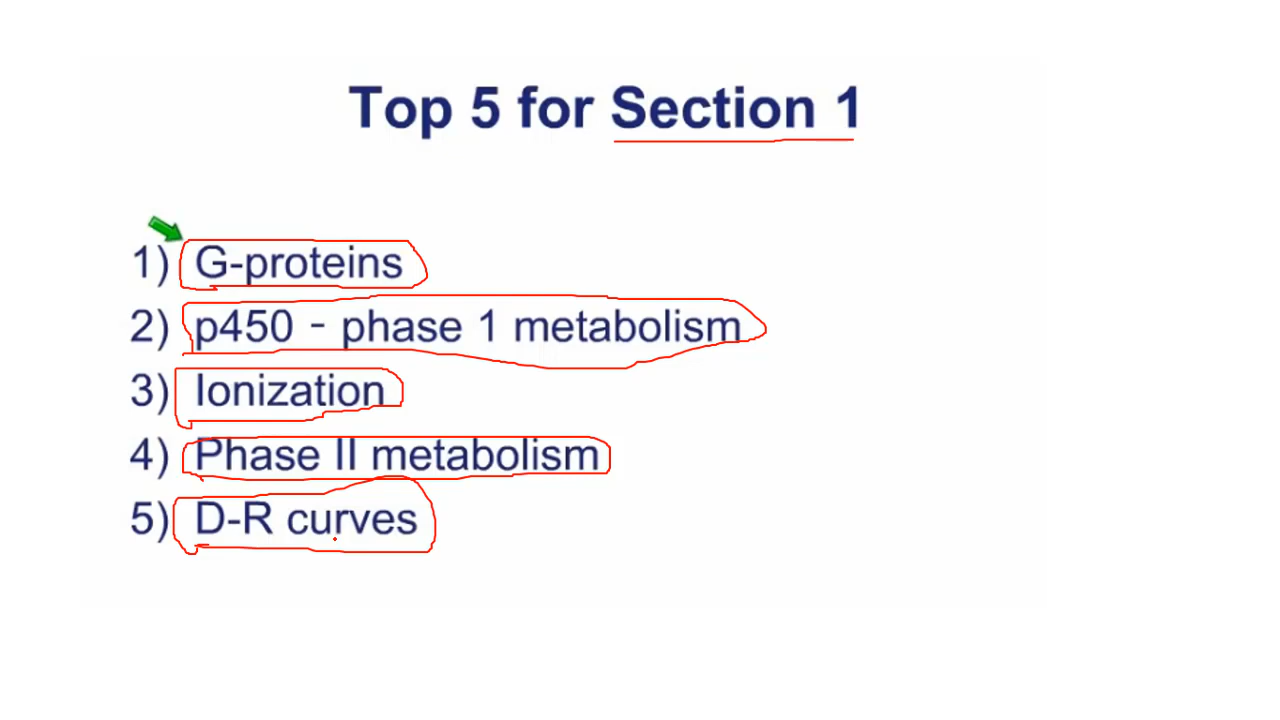 Top 5 for Section 1
1) G-proteins
2) p450 - phase 1 metabolism
3) Ionization
4) Phase II metabolism
5) D-R curves